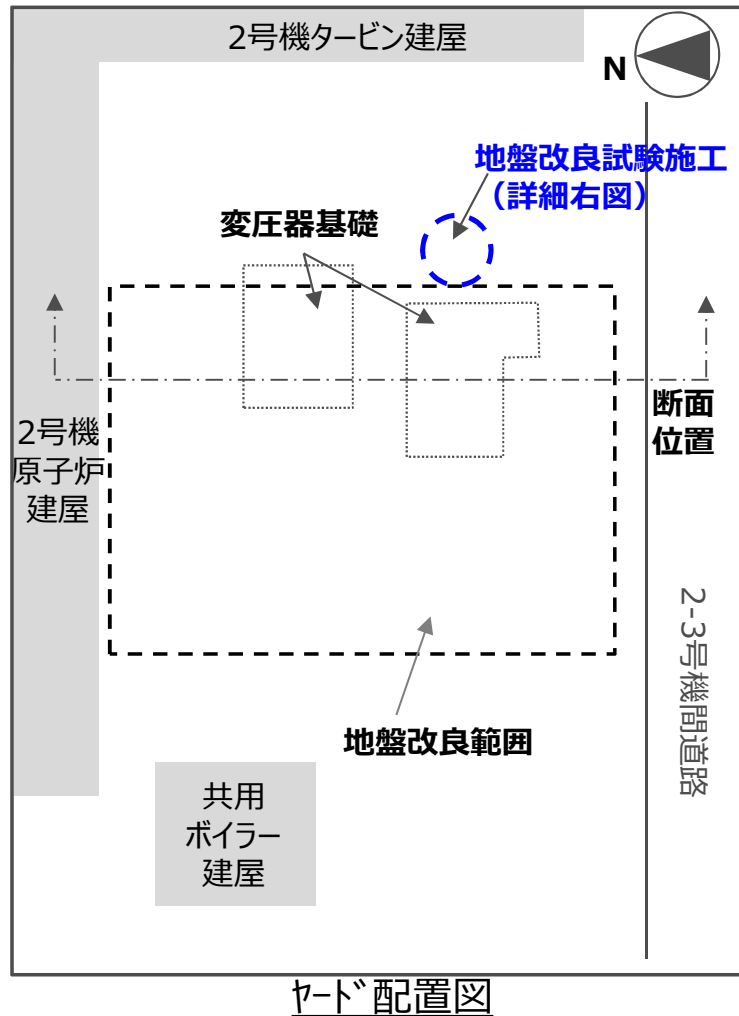 2号機タービン建屋
N
地盤改良試験施工
（詳細右図）
変圧器基礎
断面
位置
2号機
原子炉
建屋
2-3号機間道路
地盤改良範囲
共用
ボイラー
建屋
ﾔｰﾄﾞ配置図